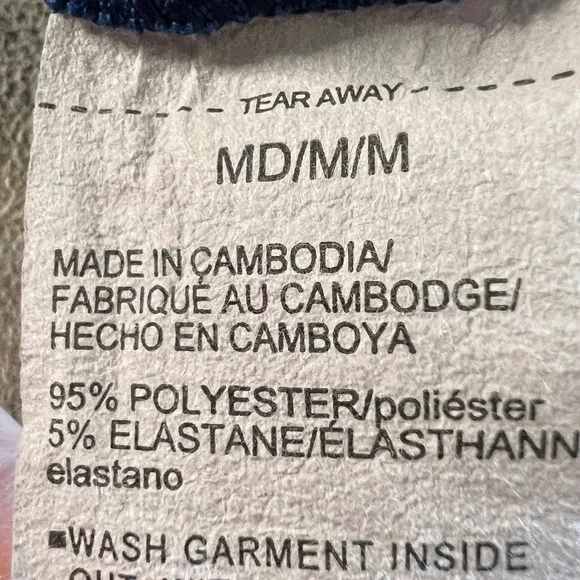 TEAR AWAY
MD/M/M
MADE IN CAMBODIA/
FABRIQUÉ AU CAMBODGE/
HECHO EN CAMBOYA
95% POLYESTER/poliéster
5% ELASTANE/ÉLASTHANN
elastano
▪WASH GARMENT INSIDE
OUT